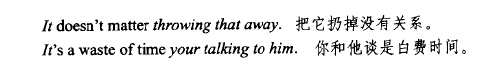 It doesn't matter throwing that away. 把它扔掉没有关系。
It's a waste of time your talking to him. 你和他谈是白费时间。